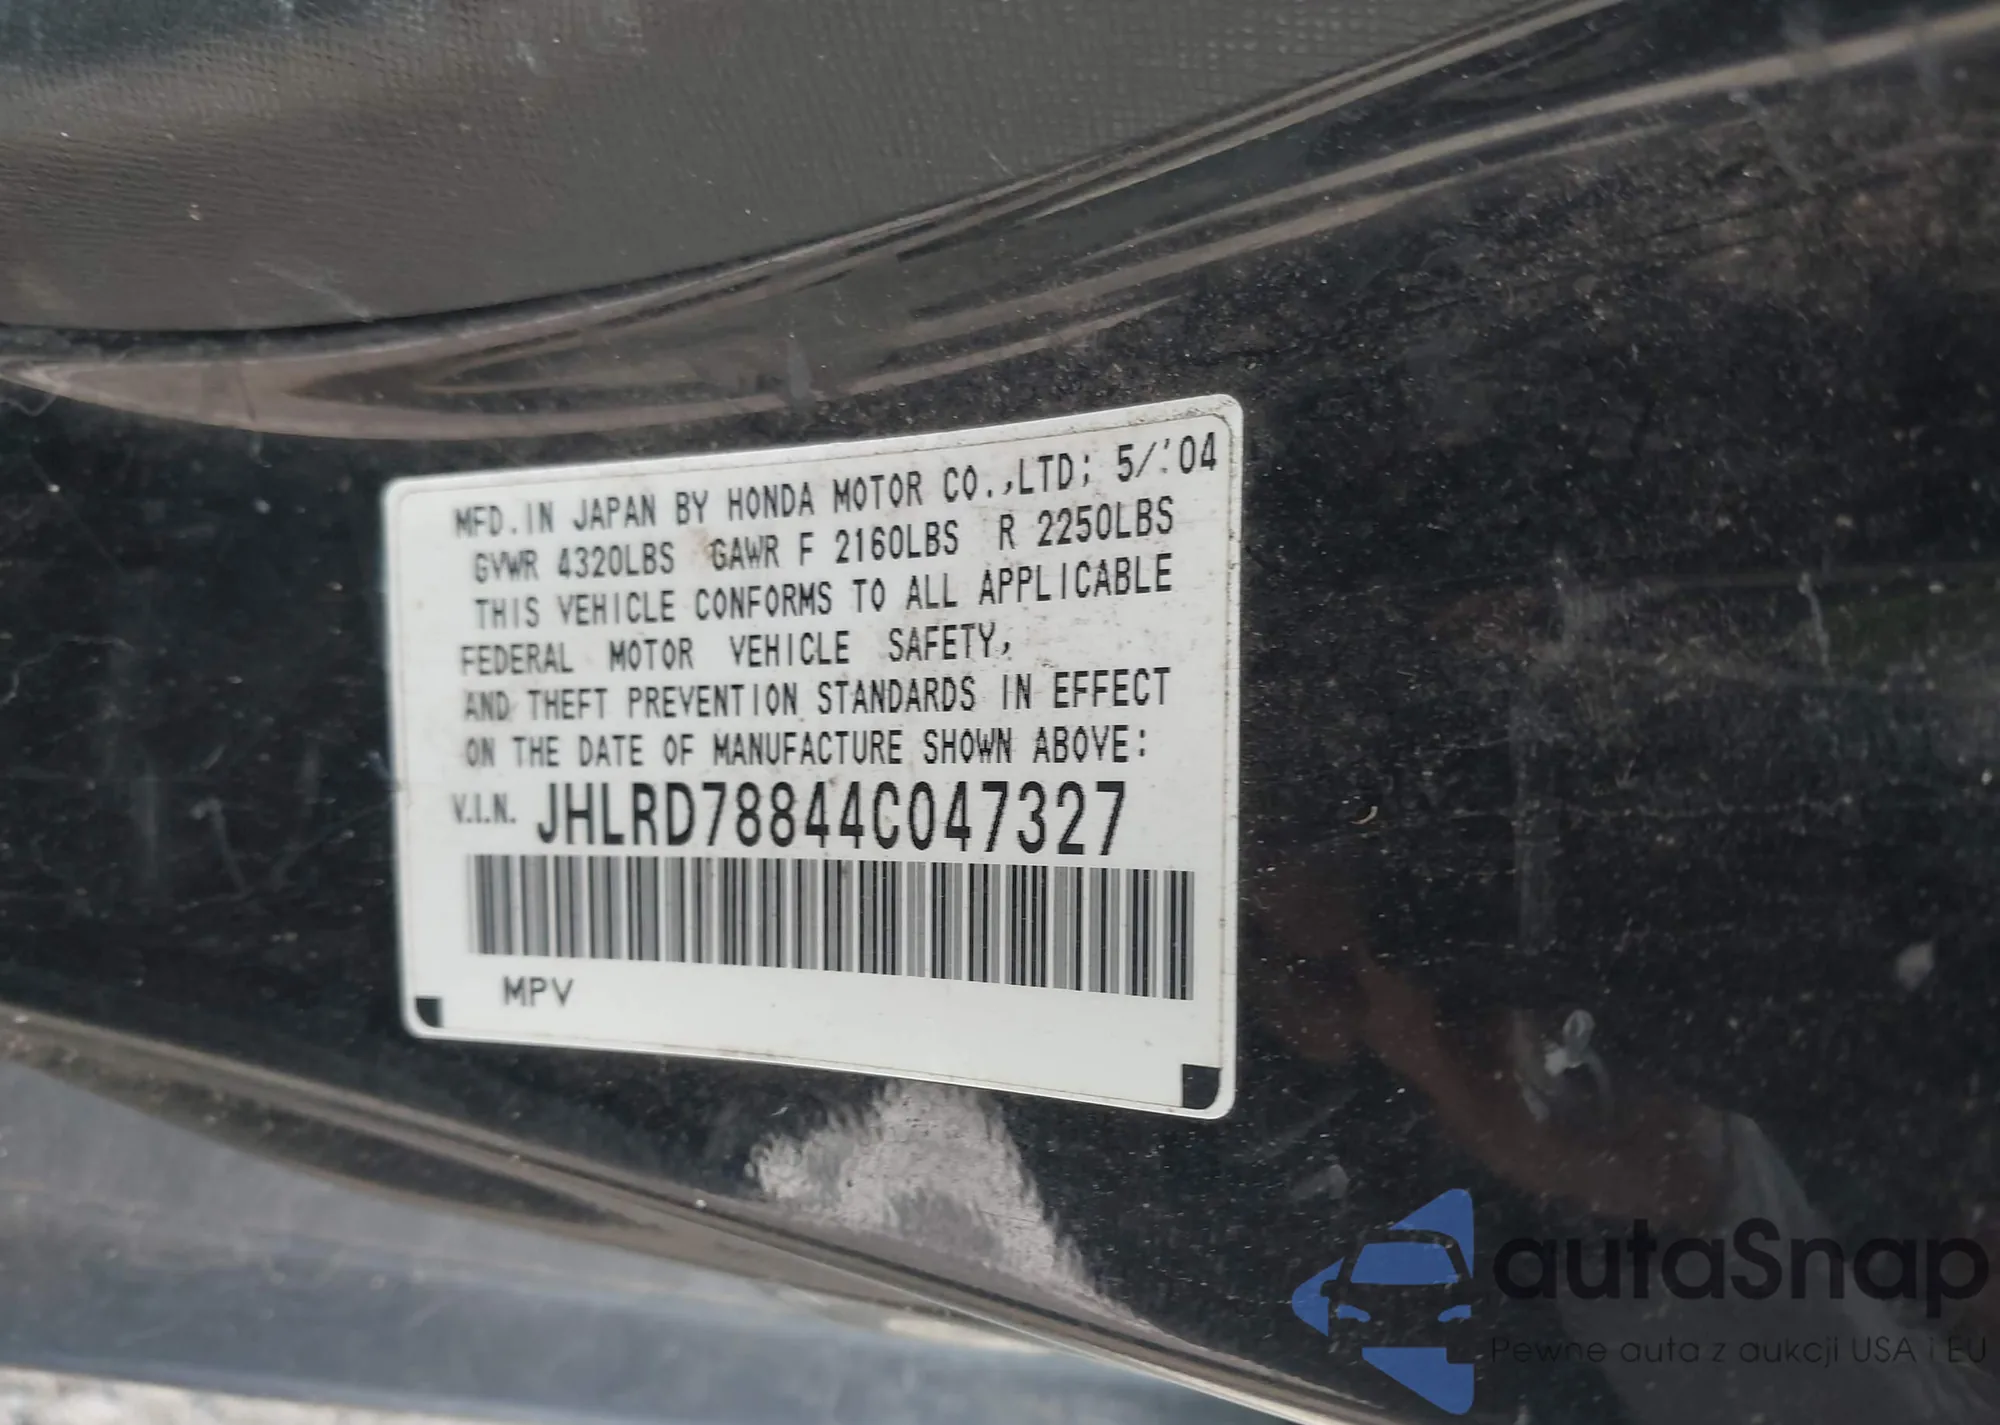 MFD. IN JAPAN BY HONDA MOTOR CO.,LTD; 5/'04
GVWR 4320LBS GAWR F 2160LBS R 2250LBS
THIS VEHICLE CONFORMS TO ALL APPLICABLE
FEDERAL MOTOR VEHICLE SAFETY,
AND THEFT PREVENTION STANDARDS IN EFFECT
ON THE DATE OF MANUFACTURE SHOWN ABOVE:
V.I.N. JHLRD78844C047327
MPV
autaSnap
Pewne auta z aukcji USA i EU